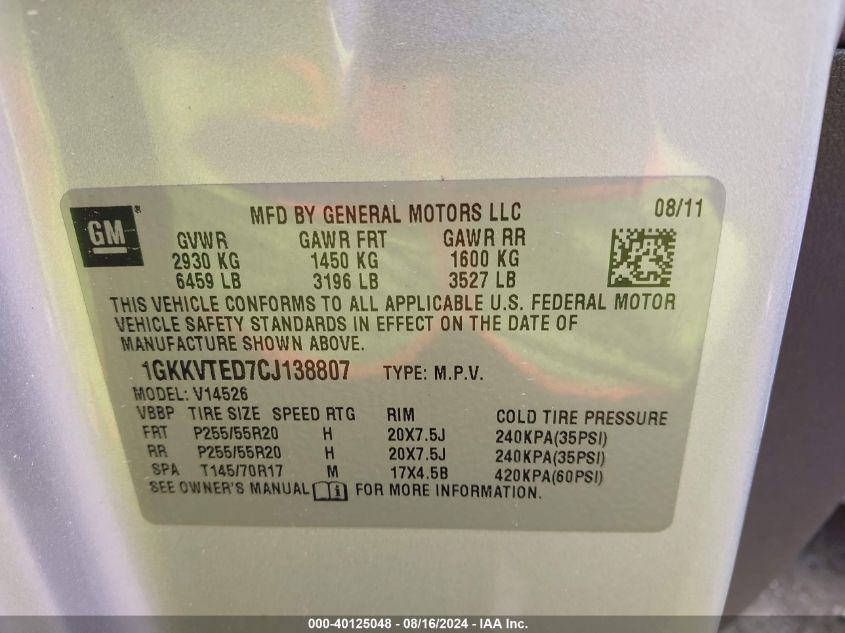 GM ®
MFD BY GENERAL MOTORS LLC 08/11
GVWR GAWR FRT GAWR RR
2930 KG 1450 KG 1600 KG
6459 LB 3196 LB 3527 LB
THIS VEHICLE CONFORMS TO ALL APPLICABLE U.S. FEDERAL MOTOR
VEHICLE SAFETY STANDARDS IN EFFECT ON THE DATE OF
MANUFACTURE SHOWN ABOVE.
1GKKVTED7CJ138807 TYPE: M.P.V.
MODEL: V14526
VBBP TIRE SIZE SPEED RTG RIM COLD TIRE PRESSURE
FRT P255/55R20 H 20X7.5J 240KPA(35PSI)
RR P255/55R20 H 20X7.5J 240KPA(35PSI)
SPA T145/70R17 M 17X4.5B 420KPA(60PSI)
SEE OWNER'S MANUAL i FOR MORE INFORMATION.
000-40125048 - 08/16/2024 - IAA Inc.